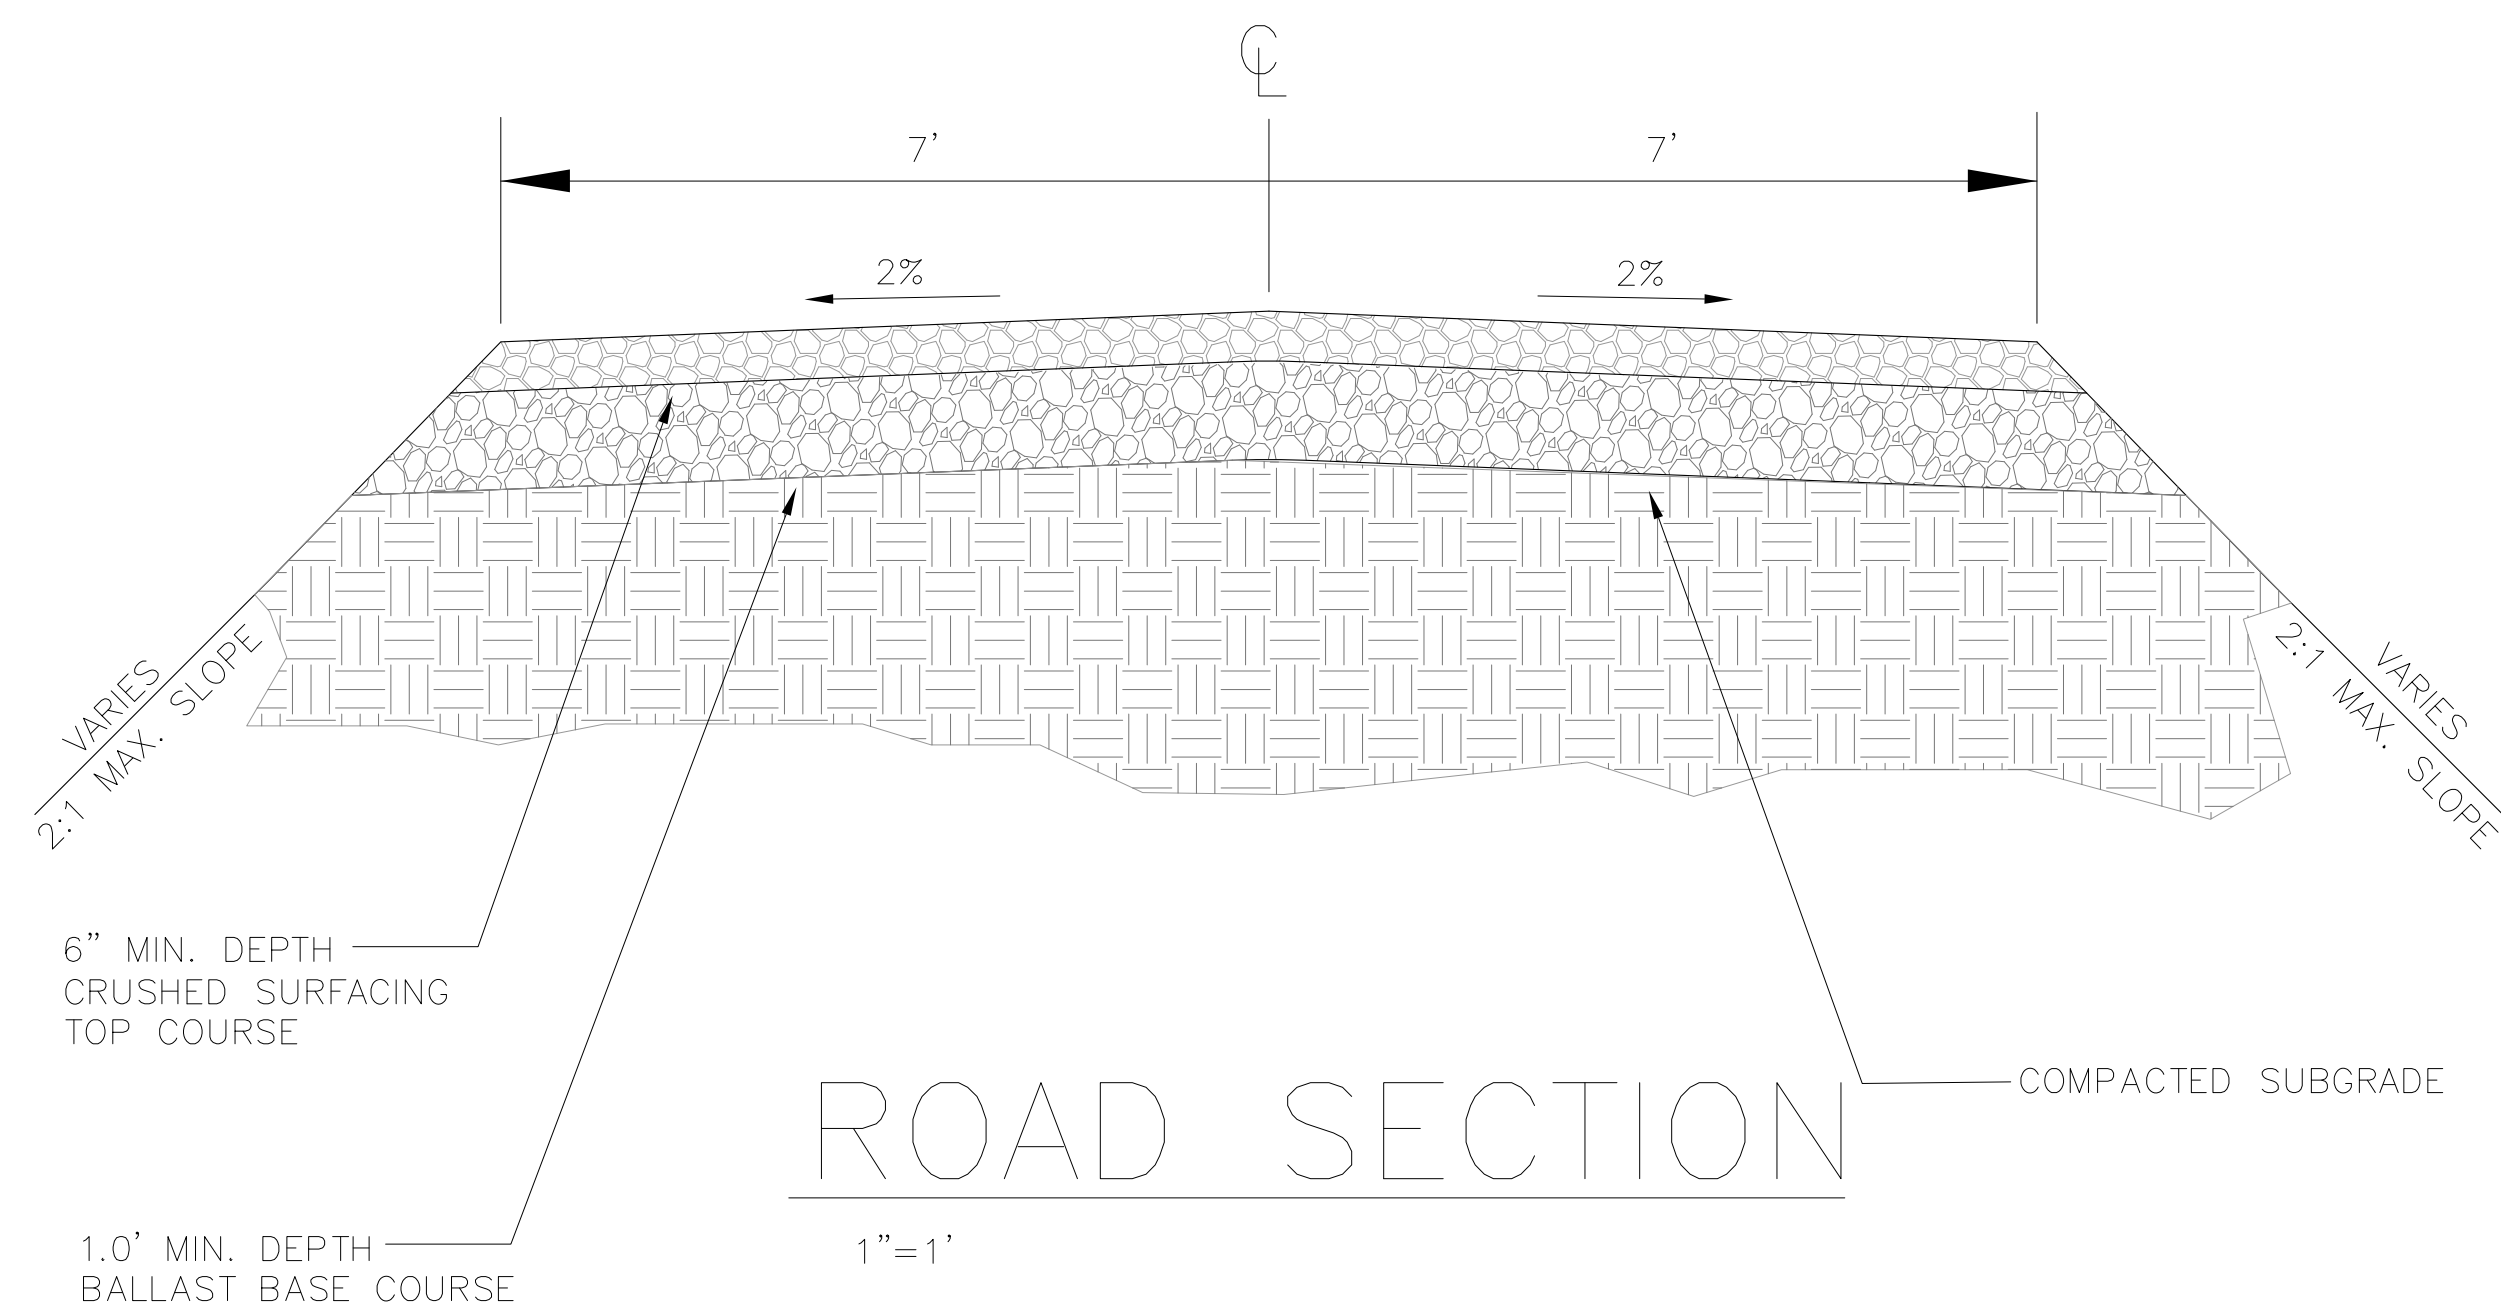 CL
7' 7'
2% 2%
VARIES
2:1 MAX. SLOPE
VARIES
2:1 MAX. SLOPE
6" MIN. DEPTH
CRUSHED SURFACING
TOP COURSE
COMPACTED SUBGRADE
ROAD SECTION
1"=1'
1.0' MIN. DEPTH
BALLAST BASE COURSE